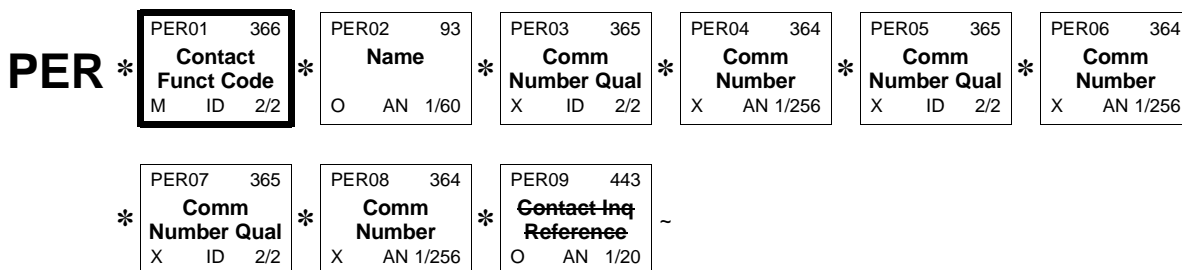 PER01 366 PER02 93 PER03 365 PER04 364 PER05 365 PER06 364
PER * Contact Funct Code * Name * Comm Number Qual * Comm Number * Comm Number Qual * Comm Number
M ID 2/2 O AN 1/60 X ID 2/2 X AN 1/256 X ID 2/2 X AN 1/256
PER07 365 PER08 364 PER09 443
* Comm Number Qual * Comm Number * Contact Inq Reference ~
X ID 2/2 X AN 1/256 O AN 1/20